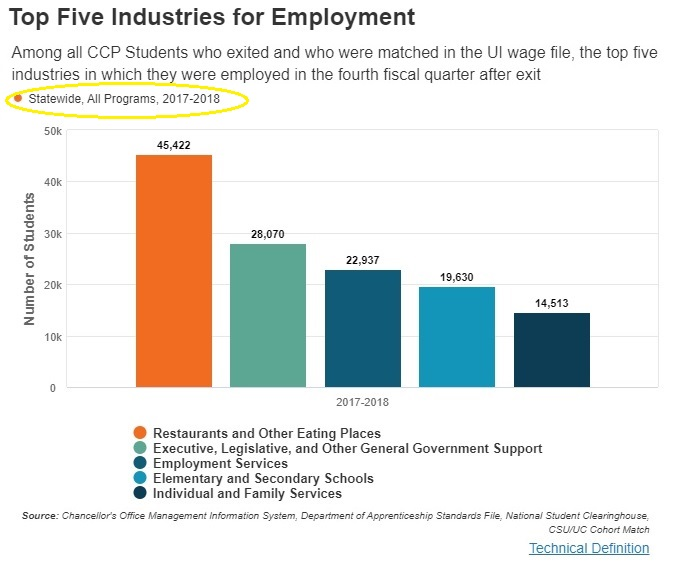 Top Five Industries for Employment
Among all CCP Students who exited and who were matched in the UI wage file, the top five
industries in which they were employed in the fourth fiscal quarter after exit
Statewide, All Programs, 2017-2018
50k
40k
30k
20k
10k
0
Number of Students
45,422
28,070
22,937
19,630
14,513
2017-2018
Restaurants and Other Eating Places
Executive, Legislative, and Other General Government Support
Employment Services
Elementary and Secondary Schools
Individual and Family Services
Source: Chancellor's Office Management Information System, Department of Apprenticeship Standards File, National Student Clearinghouse,
CSU/UC Cohort Match
Technical Definition